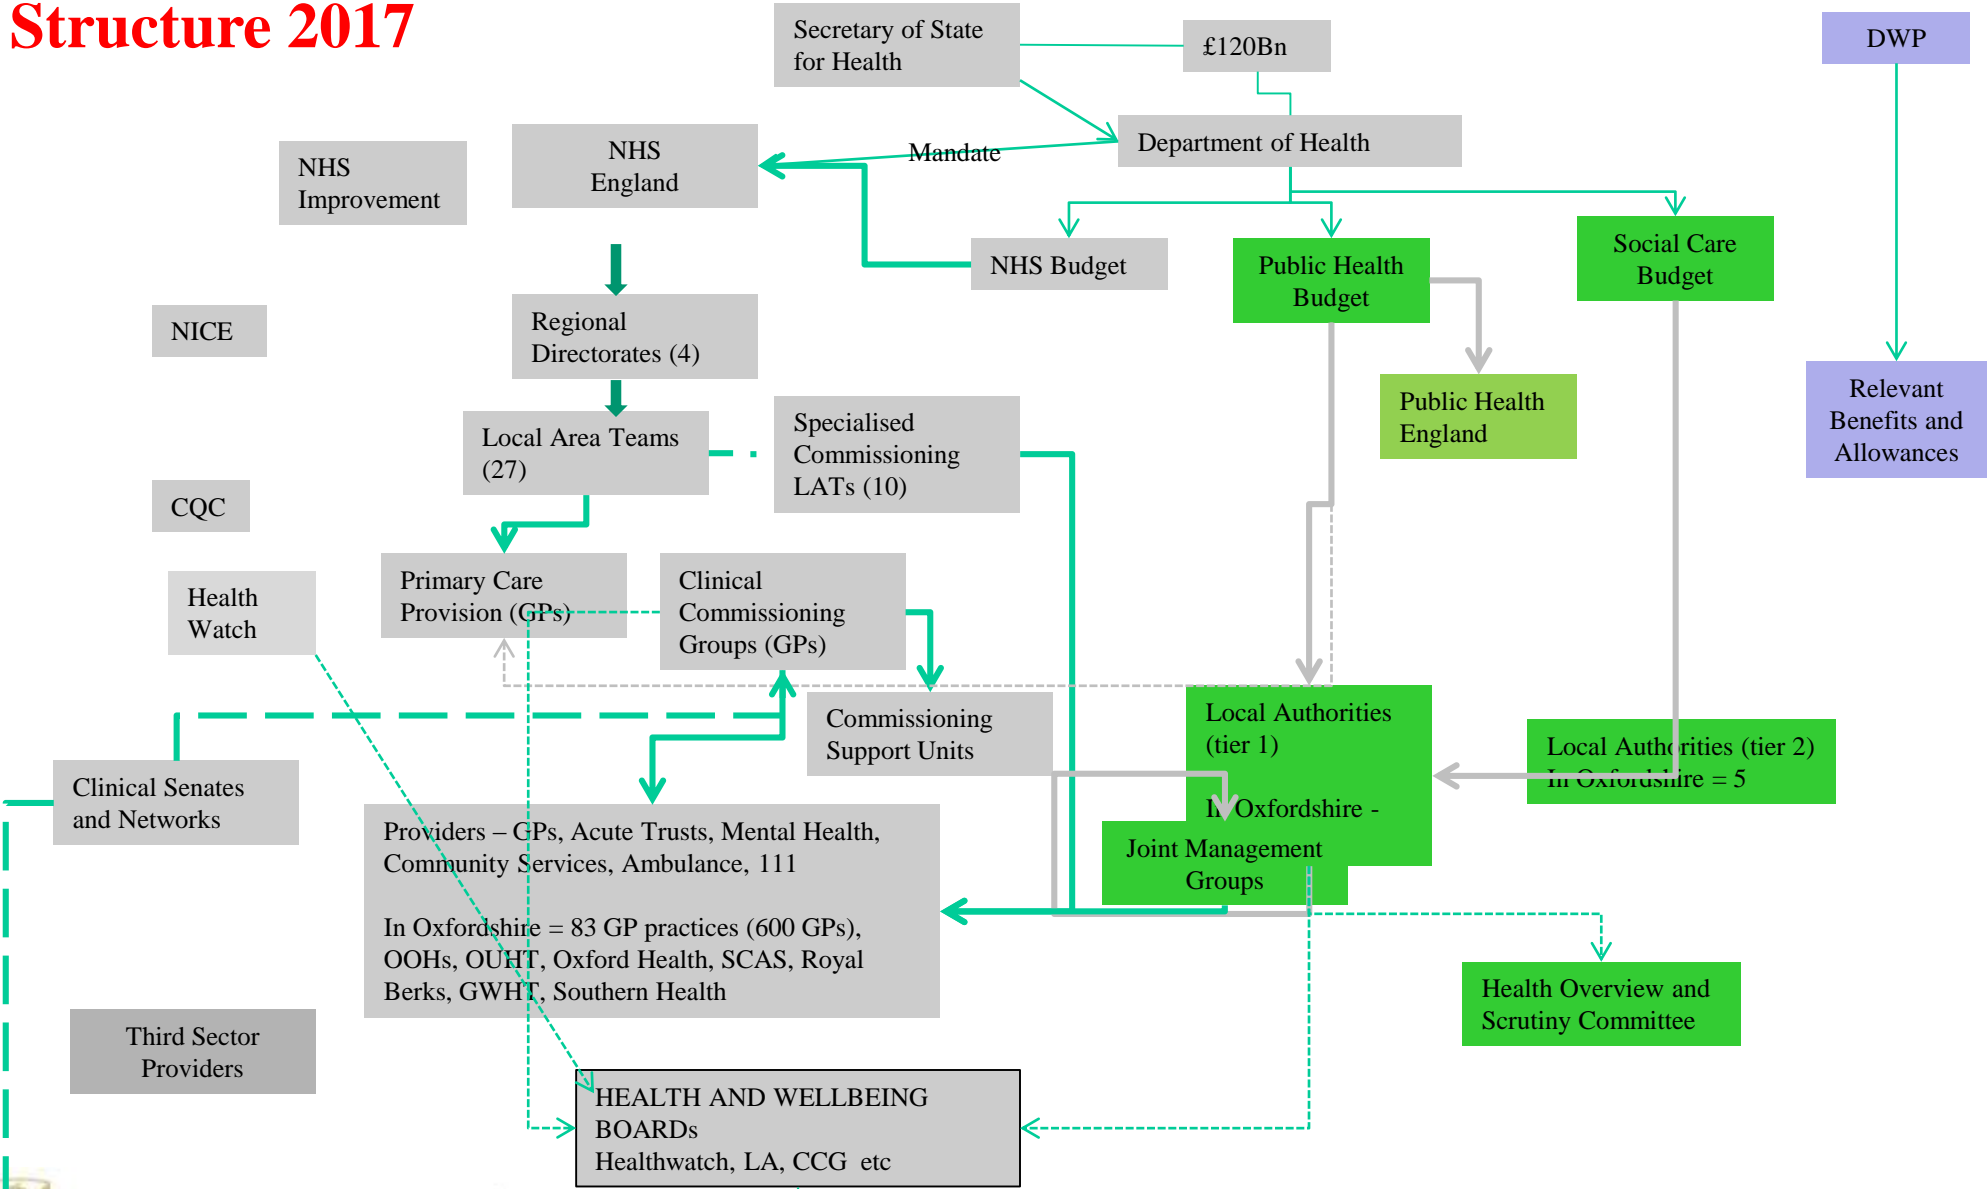 Structure 2017
Secretary of State
for Health
£120Bn
DWP
Department of Health
Mandate
NHS
England
NHS
Improvement
NHS Budget
Public Health
Budget
Social Care
Budget
NICE
Regional
Directorates (4)
Public Health
England
Relevant
Benefits and
Allowances
Local Area Teams
(27)
Specialised
Commissioning
LATs (10)
CQC
Health
Watch
Primary Care
Provision (GPs)
Clinical
Commissioning
Groups (GPs)
Commissioning
Support Units
Local Authorities
(tier 1)
In Oxfordshire -
Local Authorities (tier 2)
In Oxfordshire = 5
Clinical Senates
and Networks
Joint Management
Groups
Providers – GPs, Acute Trusts, Mental Health,
Community Services, Ambulance, 111
In Oxfordshire = 83 GP practices (600 GPs),
OOHs, OUHT, Oxford Health, SCAS, Royal
Berks, GWHT, Southern Health
Health Overview and
Scrutiny Committee
Third Sector
Providers
HEALTH AND WELLBEING
BOARDs
Healthwatch, LA, CCG etc